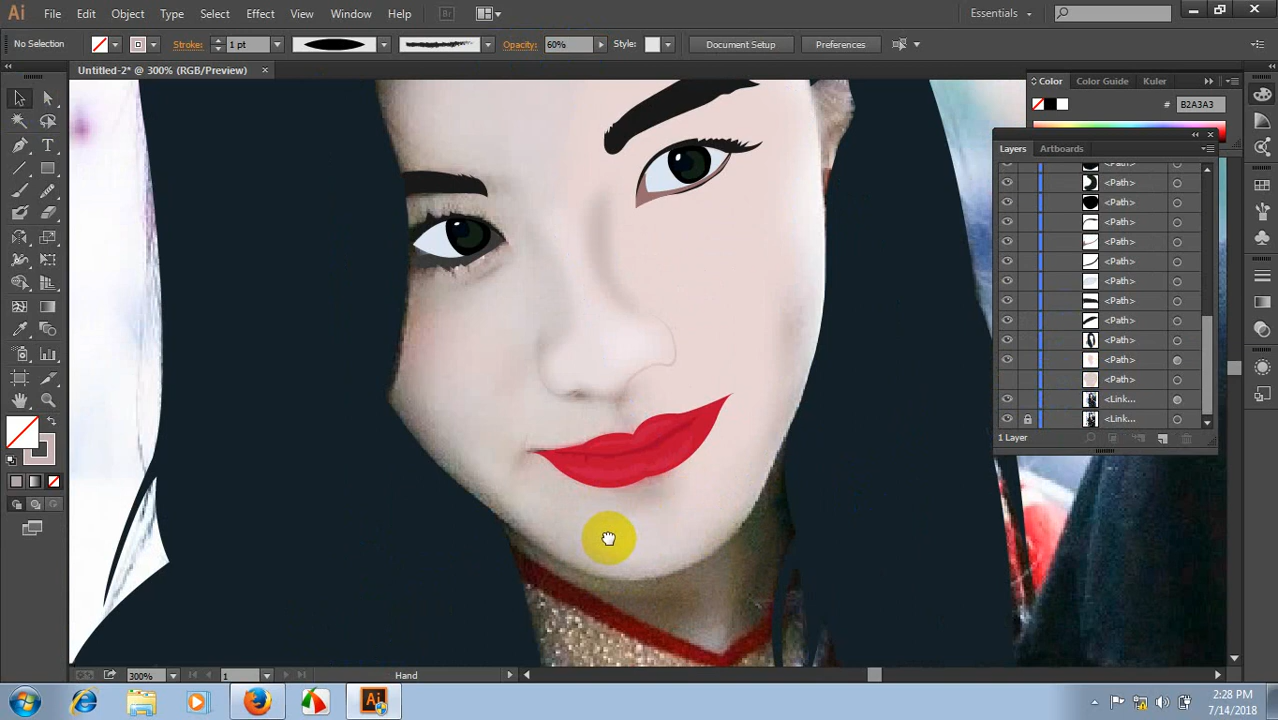 Ai File Edit Object Type Select Effect View Window Help Br Essentials
No Selection Stroke: 1 pt Opacity: 60% Style: Document Setup Preferences
Untitled-2* @ 300% (RGB/Preview) ×
Color Color Guide Kuler
# B2A3A3
Layers Artboards
<Path>
<Path>
<Path>
<Path>
<Path>
<Path>
<Path>
<Path>
<Path>
<Path>
<Path>
<Path>
<Link...
<Link...
1 Layer
300% 1 Hand
Ai
2:28 PM
7/14/2018